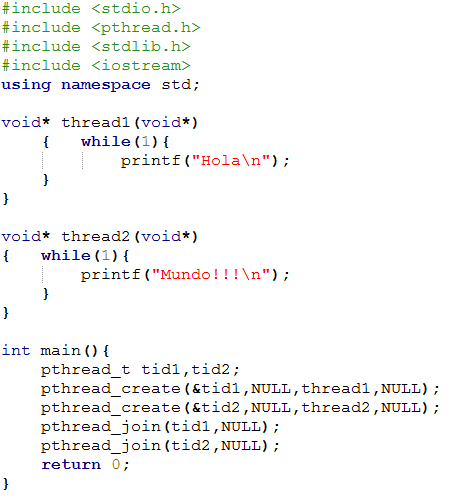 #include <stdio.h>
#include <pthread.h>
#include <stdlib.h>
#include <iostream>
using namespace std;
void* thread1(void*)
{   while(1){
printf("Hola\n");
}
}
void* thread2(void*)
{   while(1){
printf("Mundo!!!\n");
}
}
int main(){
pthread_t tid1,tid2;
pthread_create(&tid1,NULL,thread1,NULL);
pthread_create(&tid2,NULL,thread2,NULL);
pthread_join(tid1,NULL);
pthread_join(tid2,NULL);
return 0;
}